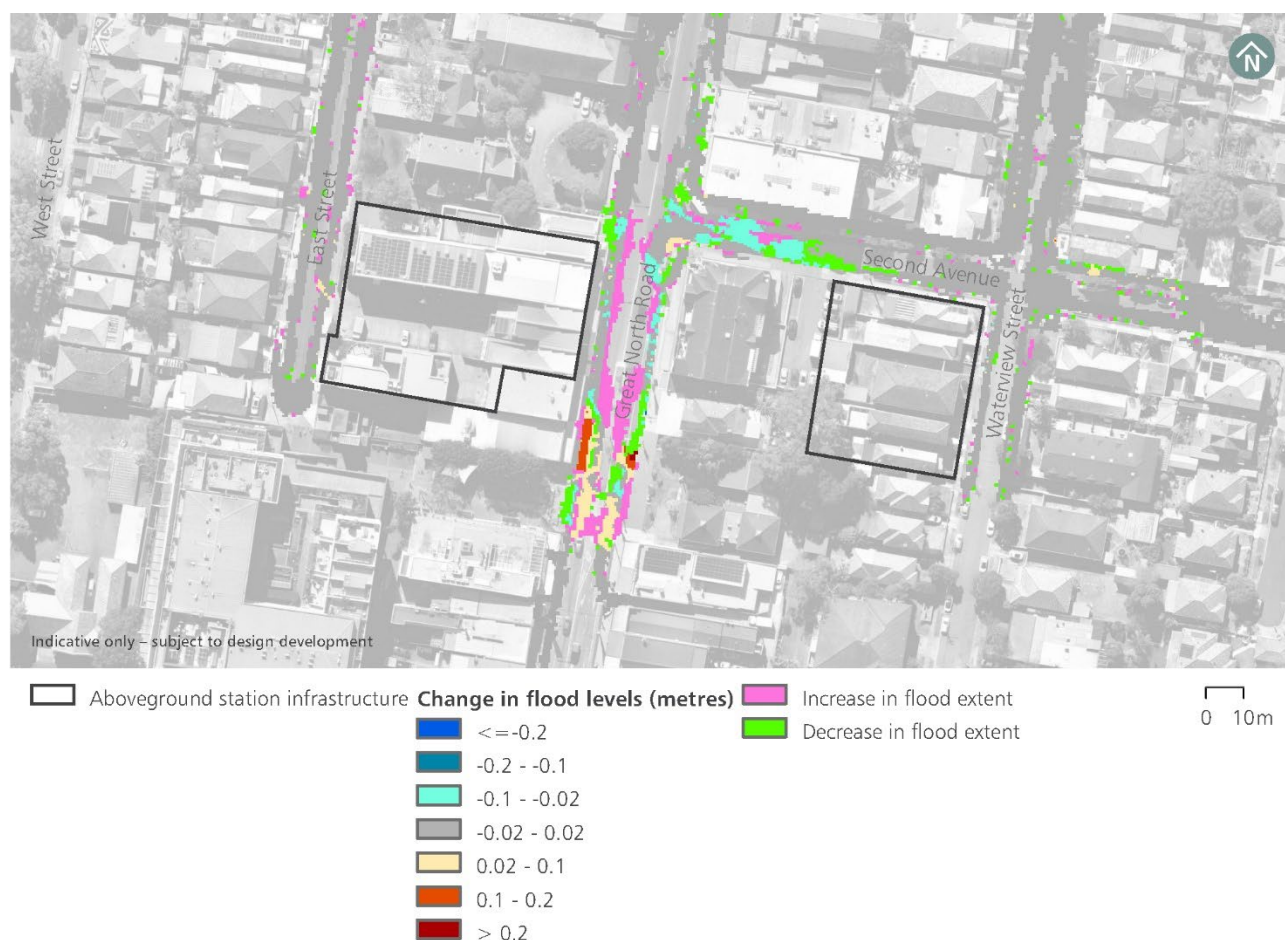 N
West Street
East Street
Great North Road
Second Avenue
Waterview Street
Indicative only – subject to design development
Aboveground station infrastructure
Change in flood levels (metres)
<=-0.2
-0.2 - -0.1
-0.1 - -0.02
-0.02 - 0.02
0.02 - 0.1
0.1 - 0.2
> 0.2
Increase in flood extent
Decrease in flood extent
0 10m